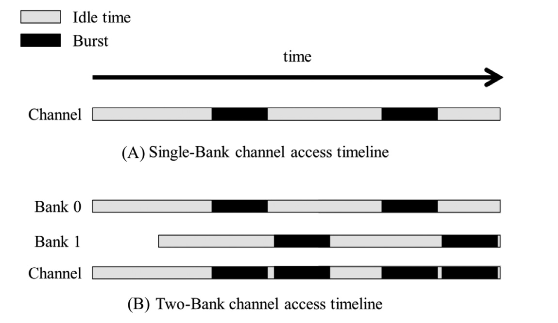 Idle time
Burst
time
Channel
(A) Single-Bank channel access timeline
Bank 0
Bank 1
Channel
(B) Two-Bank channel access timeline